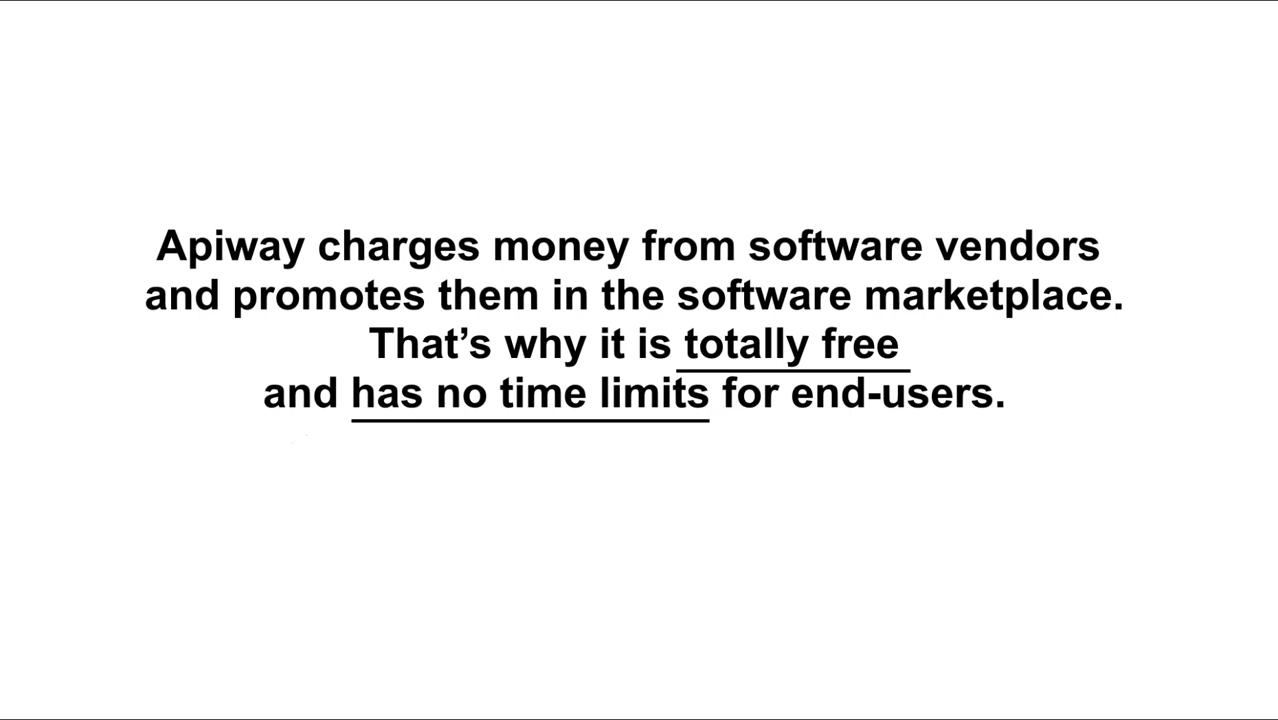 Apiway charges money from software vendors
and promotes them in the software marketplace.
That’s why it is totally free
and has no time limits for end-users.